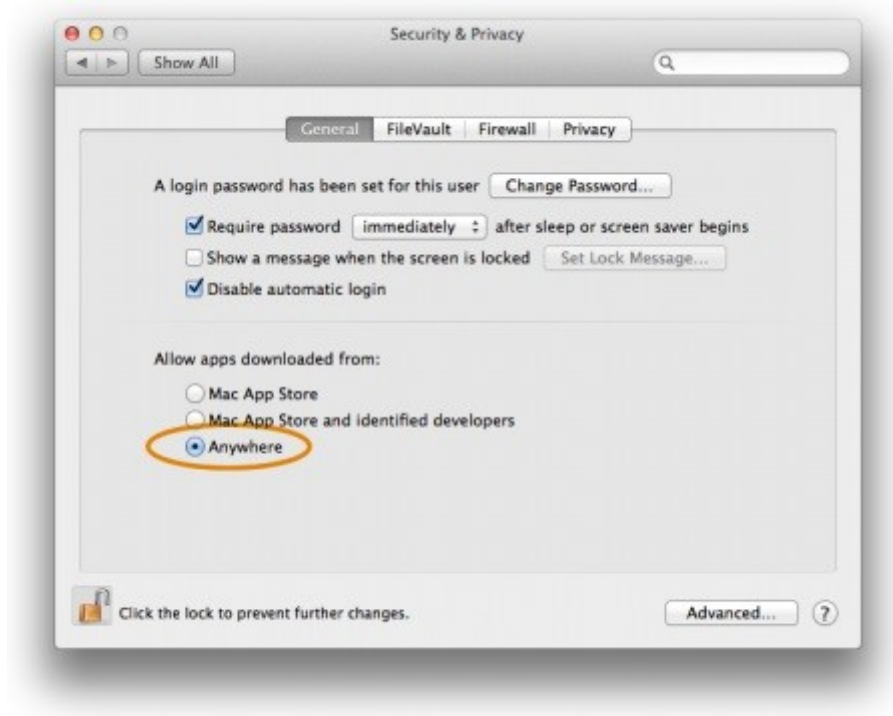 Security & Privacy
Show All
General FileVault Firewall Privacy
A login password has been set for this user Change Password...
Require password immediately after sleep or screen saver begins
Show a message when the screen is locked Set Lock Message...
Disable automatic login
Allow apps downloaded from:
Mac App Store
Mac App Store and identified developers
Anywhere
Click the lock to prevent further changes. Advanced... ?